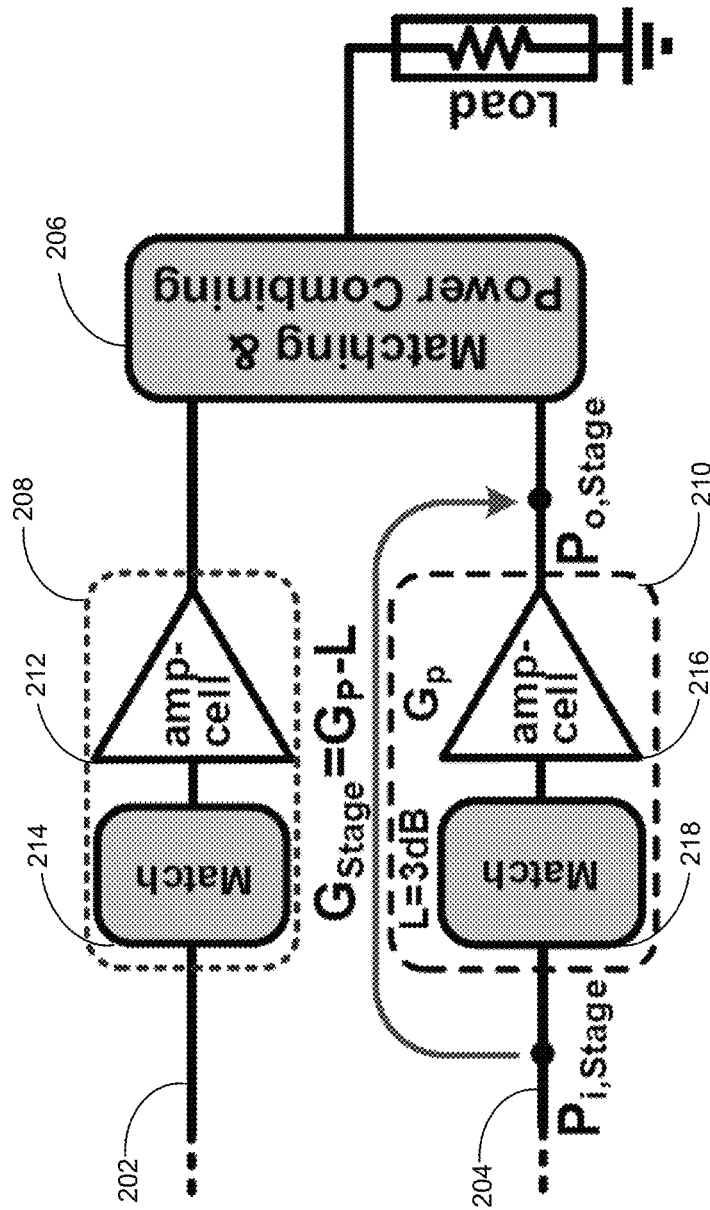 206
Load
Matching &
Power Combining
208
212
214
amp-
cell
Match
G_Stage=G_P-L
P_o,Stage
210
G_p
216
amp-
cell
L=3dB
Match
218
202
P_i,Stage
204